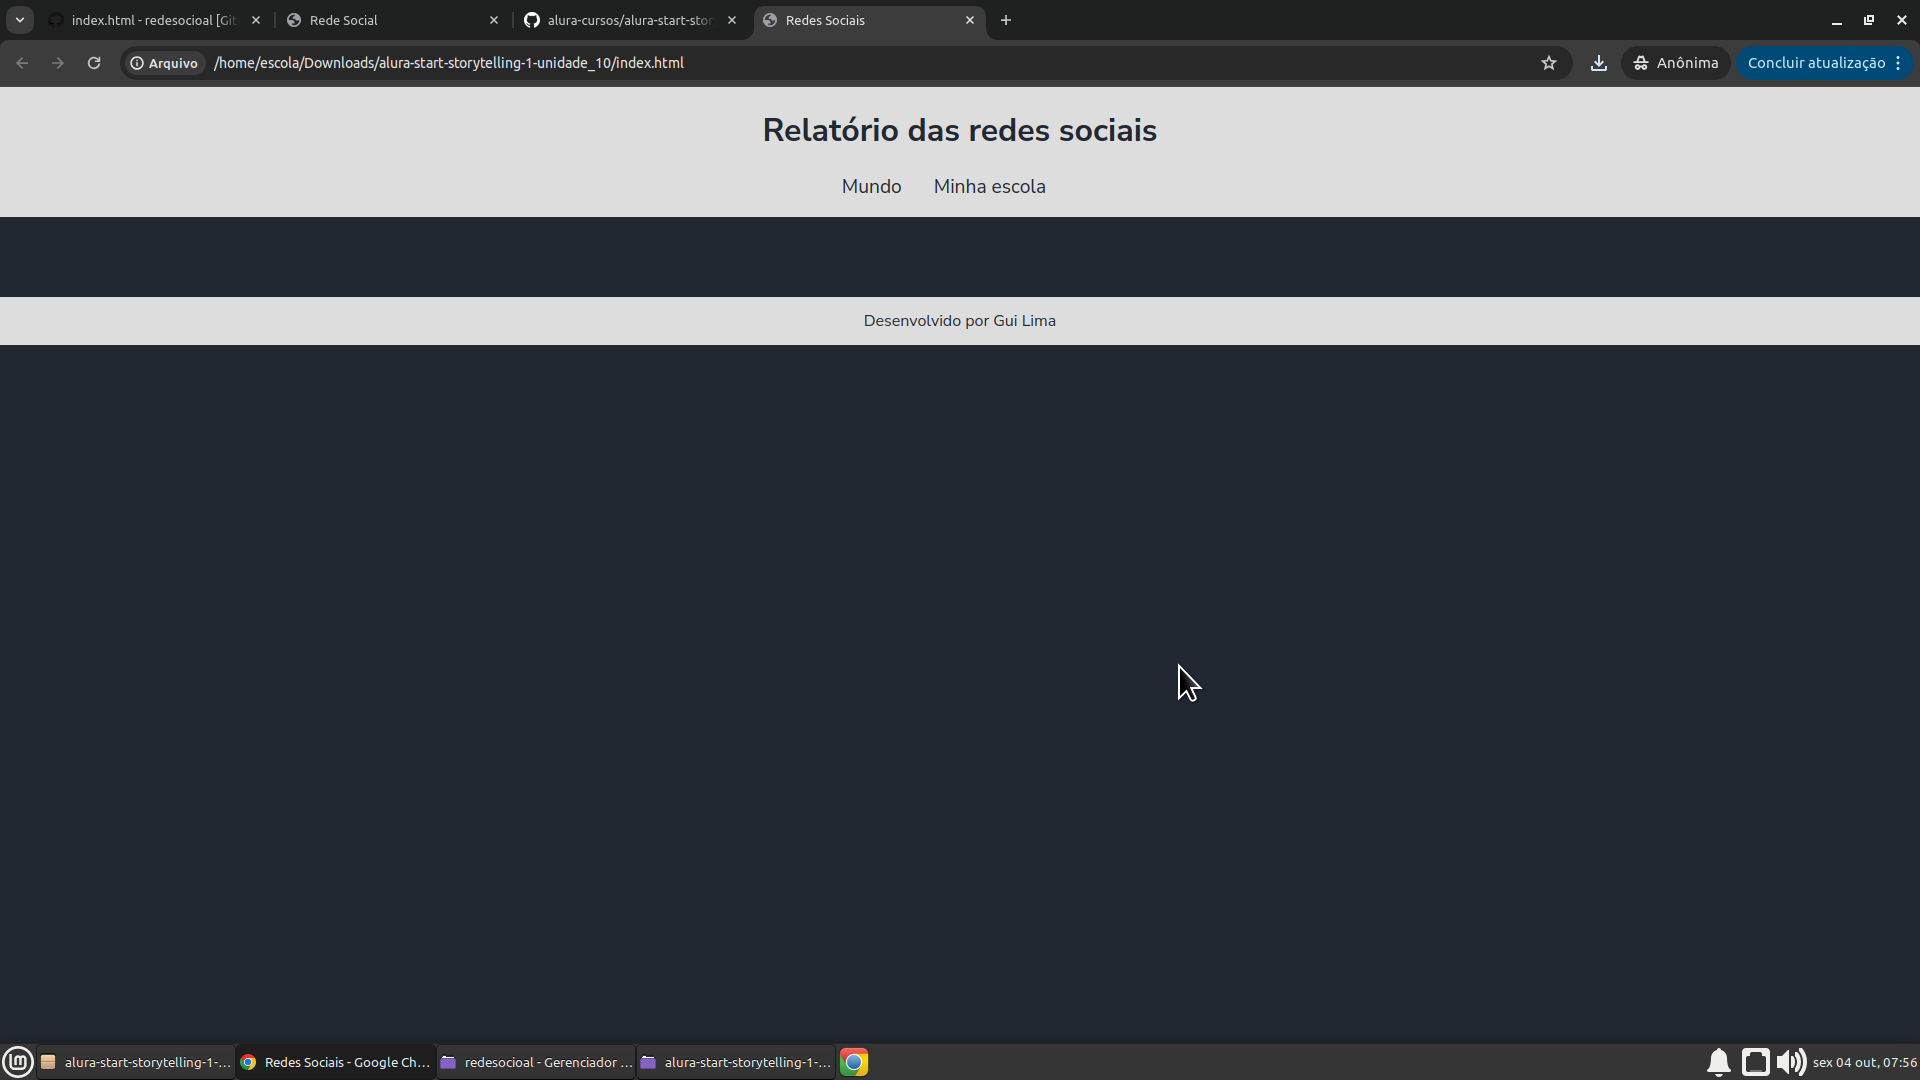 index.html - redesocioal [Git
Rede Social
alura-cursos/alura-start-stor
Redes Sociais
Arquivo
/home/escola/Downloads/alura-start-storytelling-1-unidade_10/index.html
Anônima
Concluir atualização
Relatório das redes sociais
Mundo Minha escola
Desenvolvido por Gui Lima
lm
alura-start-storytelling-1-...
Redes Sociais - Google Ch...
redesocioal - Gerenciador ...
alura-start-storytelling-1-...
sex 04 out, 07:56